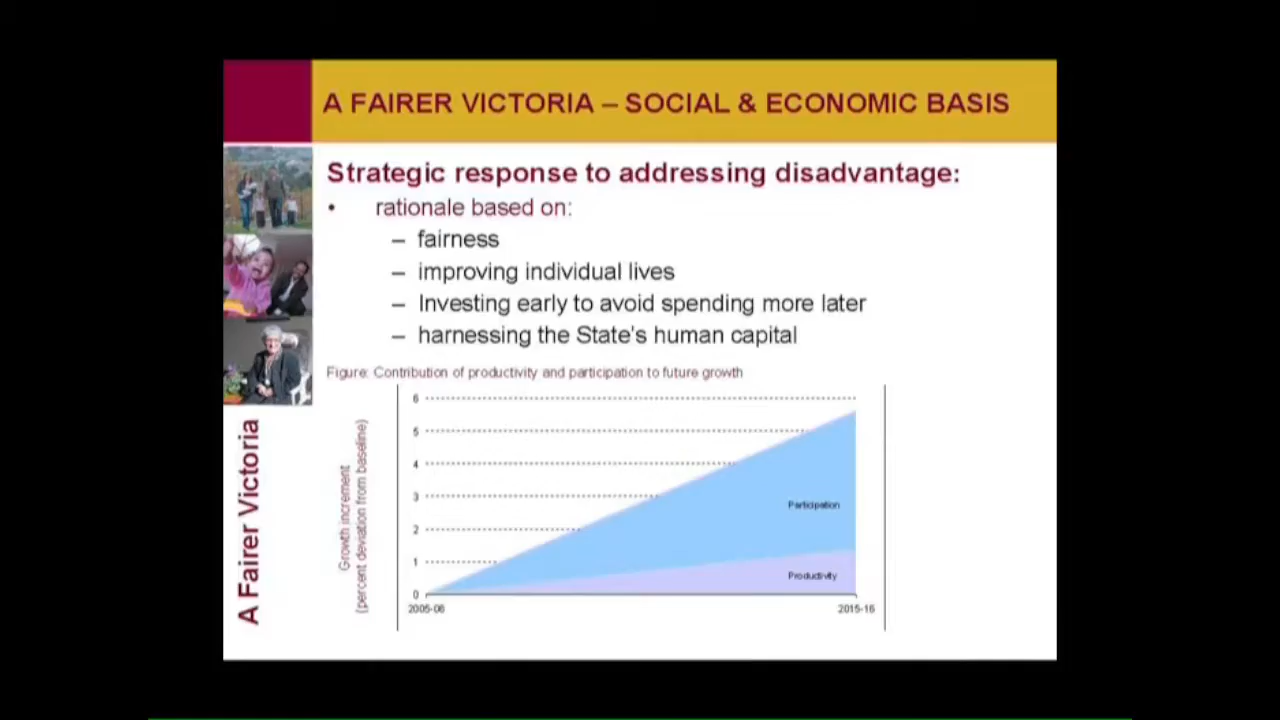 A FAIRER VICTORIA – SOCIAL & ECONOMIC BASIS
Strategic response to addressing disadvantage:
• rationale based on:
– fairness
– improving individual lives
– Investing early to avoid spending more later
– harnessing the State's human capital
Figure: Contribution of productivity and participation to future growth
A Fairer Victoria
Growth increment
(percent deviation from baseline)
6
5
4
3
2
1
0
Participation
Productivity
2005-06
2015-16